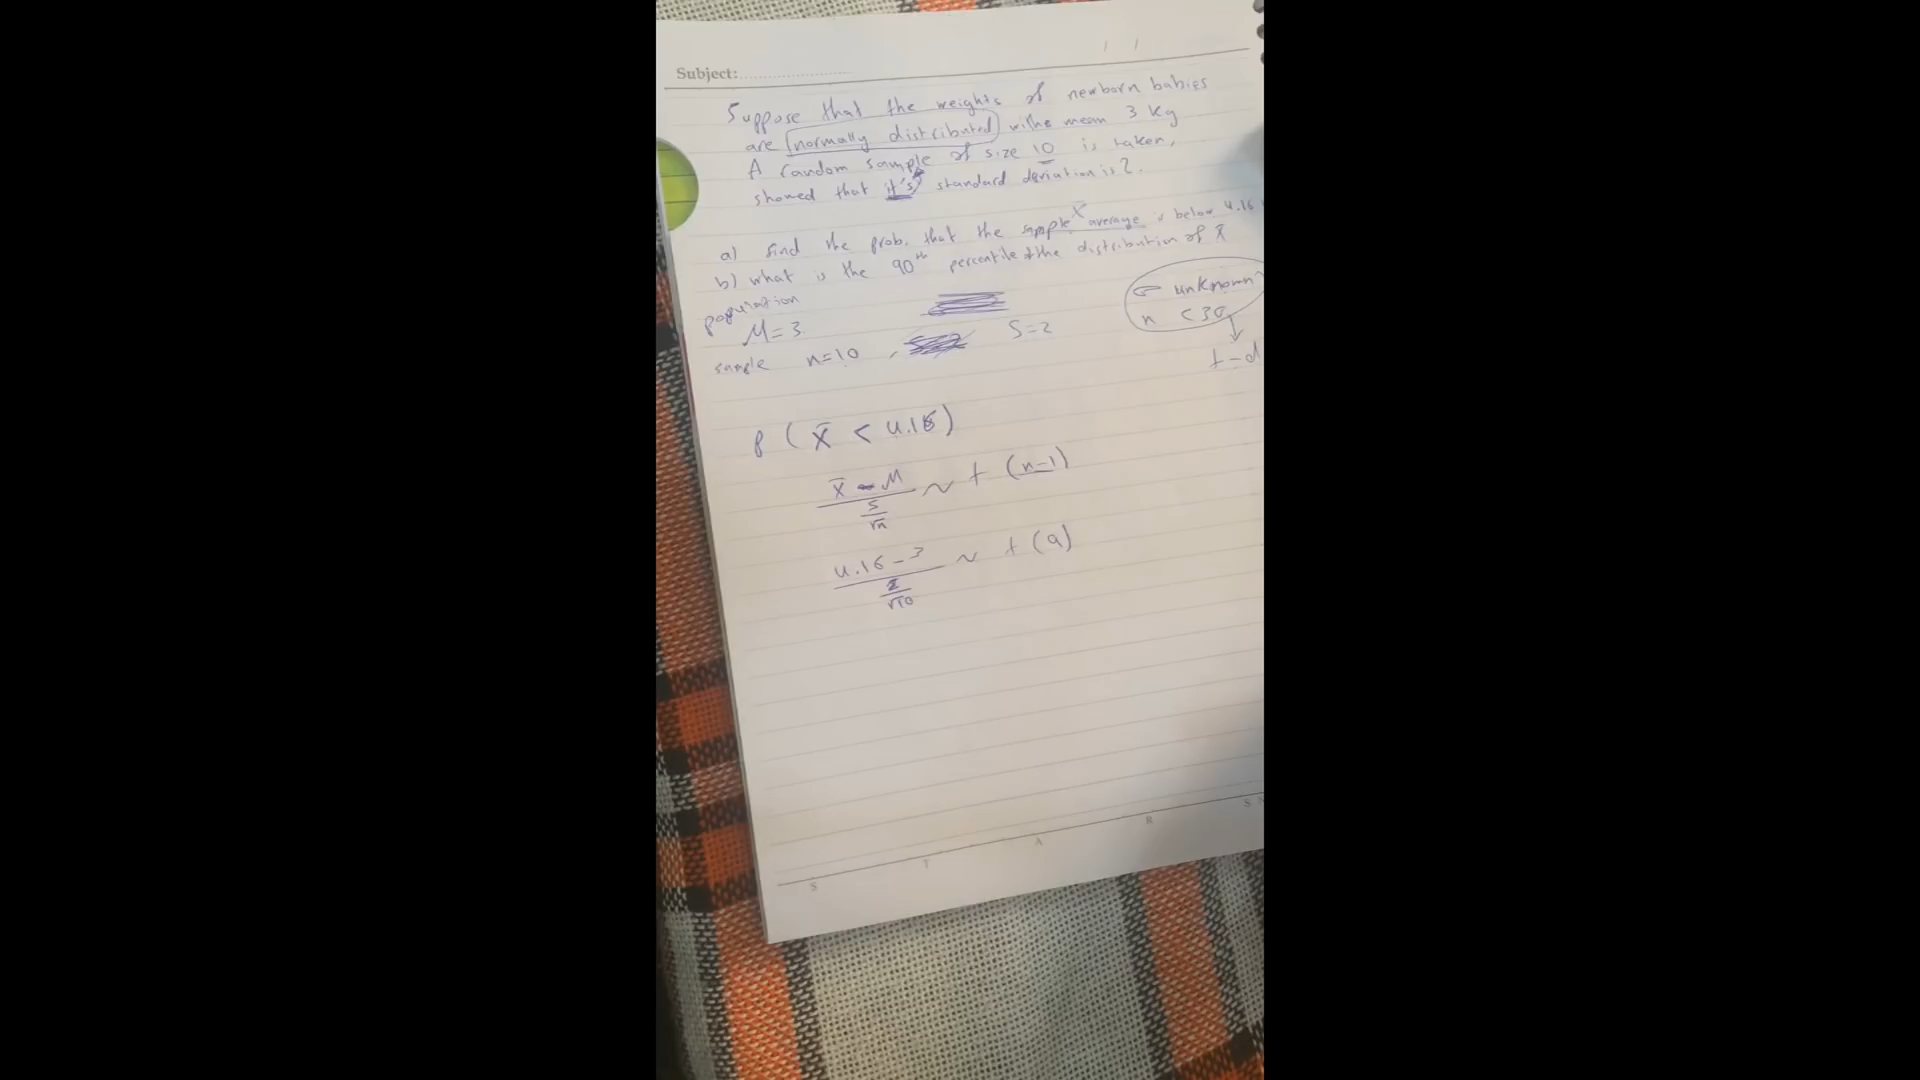 Subject:
Suppose that the weights of newborn babies
are normally distributed withe mean 3 Kg
A random sample of size 10 is taken,
showed that it's standard deviation is 2.
a) find the prob. that the sample X̄ average is below 4.16
b) what is the 90th percentile of the distribution of X̄
population
M = 3
σ unknown
n < 30
sample n = 10 , S = 2
t - d
P ( X̄ < 4.16 )
X̄ - M / S/√n ~ t (n-1)
4.16 - 3 / 2/√10 ~ t (9)
S T A R S